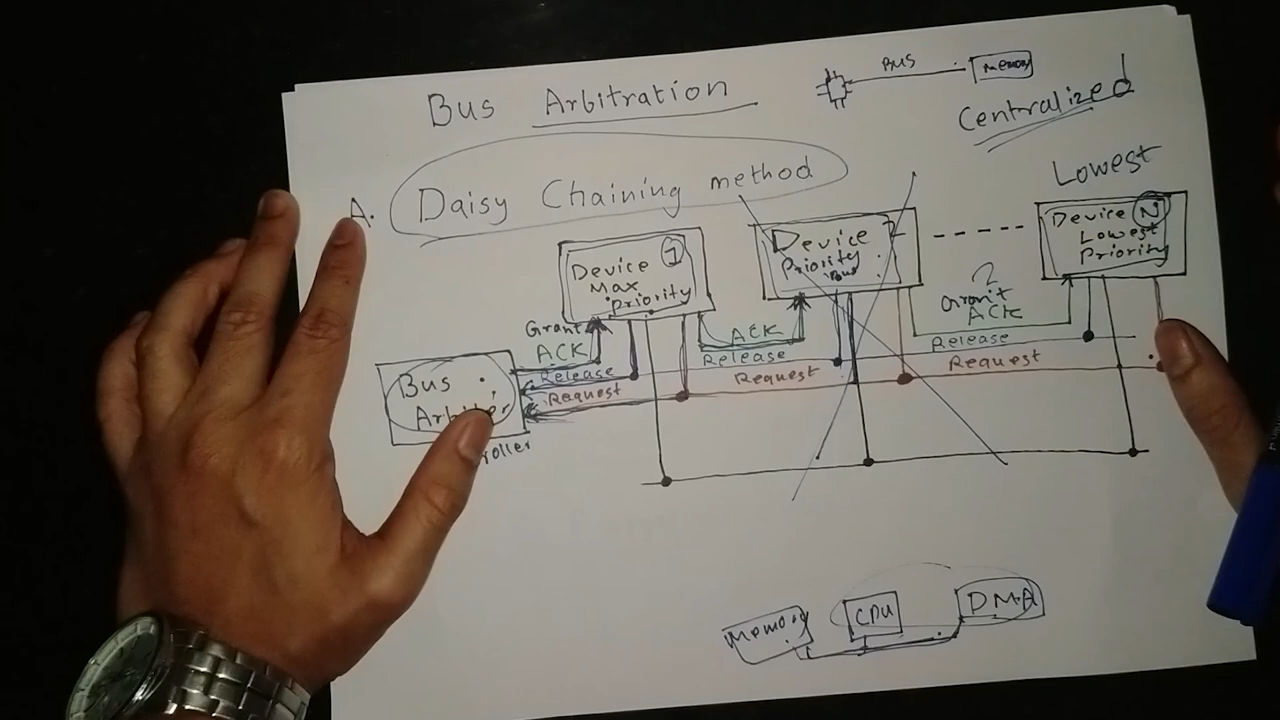 Bus Arbitration
BUS
Memory
Centralized
A. Daisy Chaining method
Lowest
Device 1
Max
Priority
Device
Priority
Device N
Lowest
Priority
Grant
ACK
Release
Request
ACK
Release
Request
Grant
ACK
Release
Request
Bus
Arbiter
roller
Memory
CPU
DMA